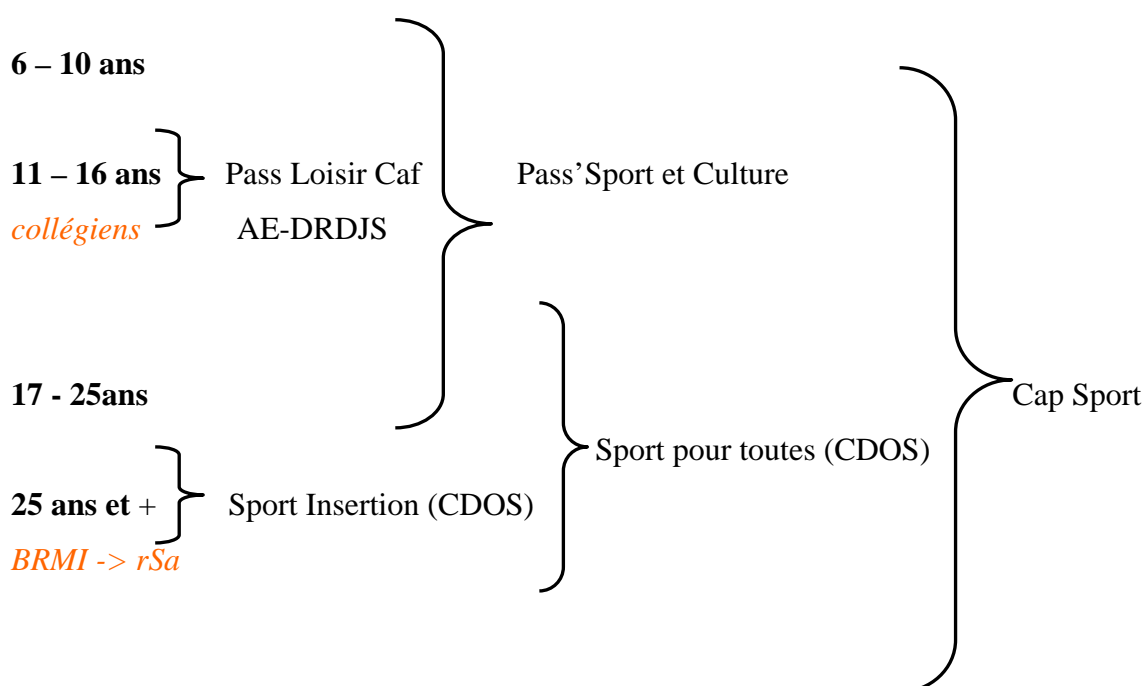 6 – 10 ans
11 – 16 ans Pass Loisir Caf Pass’Sport et Culture
collégiens AE-DRDJS
17 - 25ans Cap Sport
Sport pour toutes (CDOS)
25 ans et + Sport Insertion (CDOS)
BRMI -> rSa